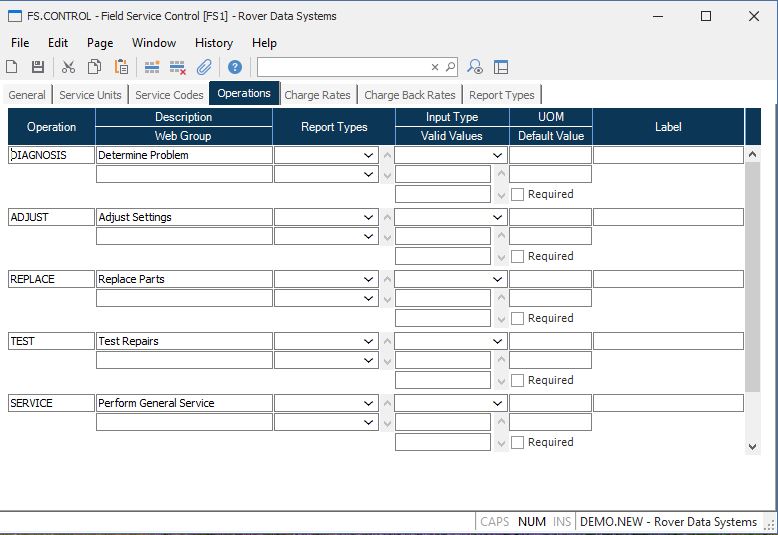 FS.CONTROL - Field Service Control [FS1] - Rover Data Systems
File Edit Page Window History Help
General Service Units Service Codes Operations Charge Rates Charge Back Rates Report Types
Operation Description Report Types Input Type UOM Label
Web Group Valid Values Default Value
DIAGNOSIS Determine Problem
Required
ADJUST Adjust Settings
Required
REPLACE Replace Parts
Required
TEST Test Repairs
Required
SERVICE Perform General Service
Required
CAPS NUM INS DEMO.NEW - Rover Data Systems